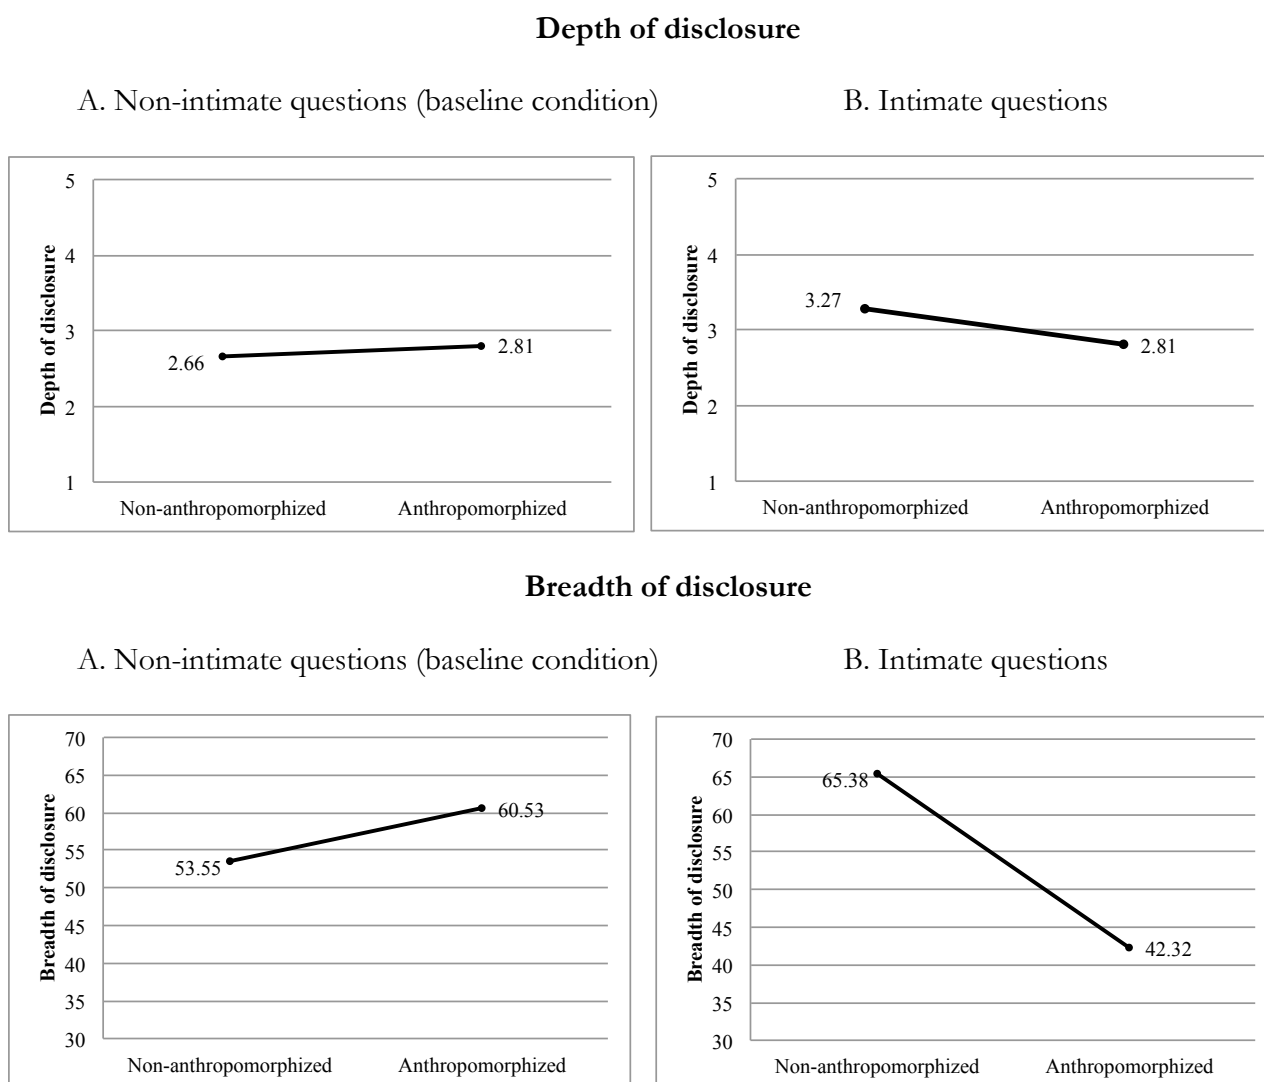 Depth of disclosure
A. Non-intimate questions (baseline condition)
B. Intimate questions
5
4
3
2
1
Depth of disclosure
2.66
2.81
Non-anthropomorphized
Anthropomorphized
5
4
3
2
1
Depth of disclosure
3.27
2.81
Non-anthropomorphized
Anthropomorphized
Breadth of disclosure
A. Non-intimate questions (baseline condition)
B. Intimate questions
70
65
60
55
50
45
40
35
30
Breadth of disclosure
53.55
60.53
Non-anthropomorphized
Anthropomorphized
70
65
60
55
50
45
40
35
30
Breadth of disclosure
65.38
42.32
Non-anthropomorphized
Anthropomorphized